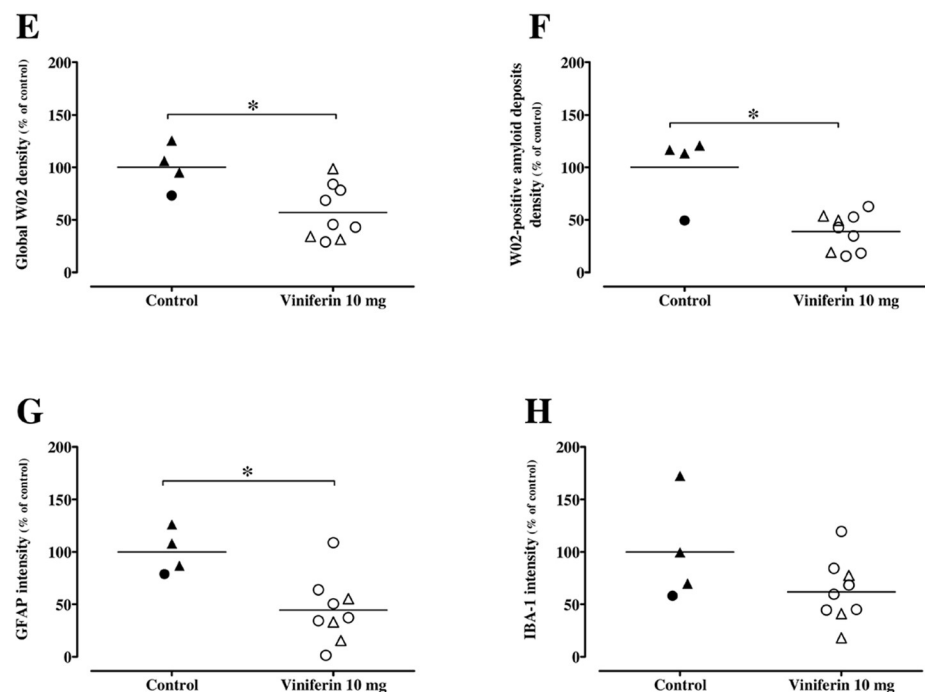 E
Global W02 density (% of control)
200
150
100
50
0
*
Control
Viniferin 10 mg
F
W02-positive amyloid deposits
density (% of control)
200
150
100
50
0
*
Control
Viniferin 10 mg
G
GFAP intensity (% of control)
200
150
100
50
0
*
Control
Viniferin 10 mg
H
IBA-1 intensity (% of control)
200
150
100
50
0
Control
Viniferin 10 mg